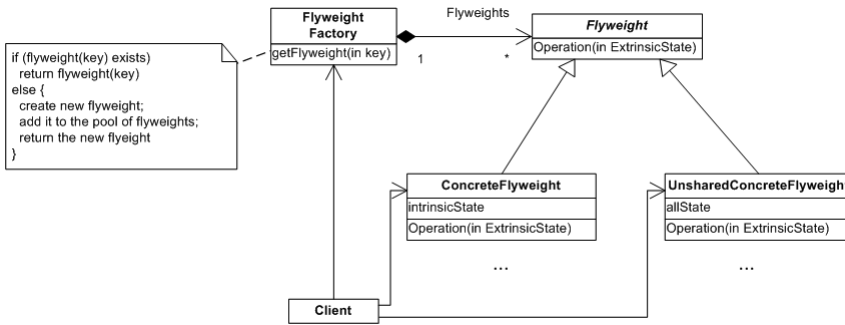 Flyweights
Flyweight
Factory
getFlyweight(in key)
1
*
Flyweight
Operation(in ExtrinsicState)
if (flyweight(key) exists)
return flyweight(key)
else {
create new flyweight;
add it to the pool of flyweights;
return the new flyeight
}
ConcreteFlyweight
intrinsicState
Operation(in ExtrinsicState)
...
UnsharedConcreteFlyweight
allState
Operation(in ExtrinsicState)
...
Client